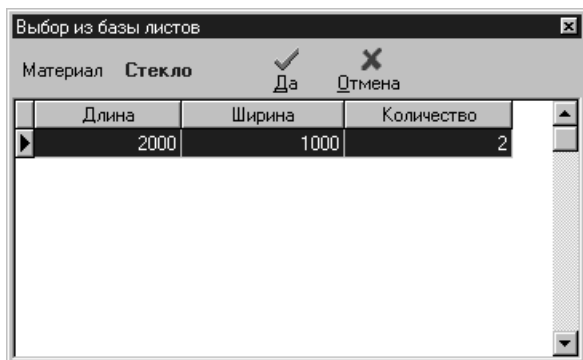 Выбор из базы листов
Материал Стекло Да Отмена
Длина Ширина Количество
2000 1000 2